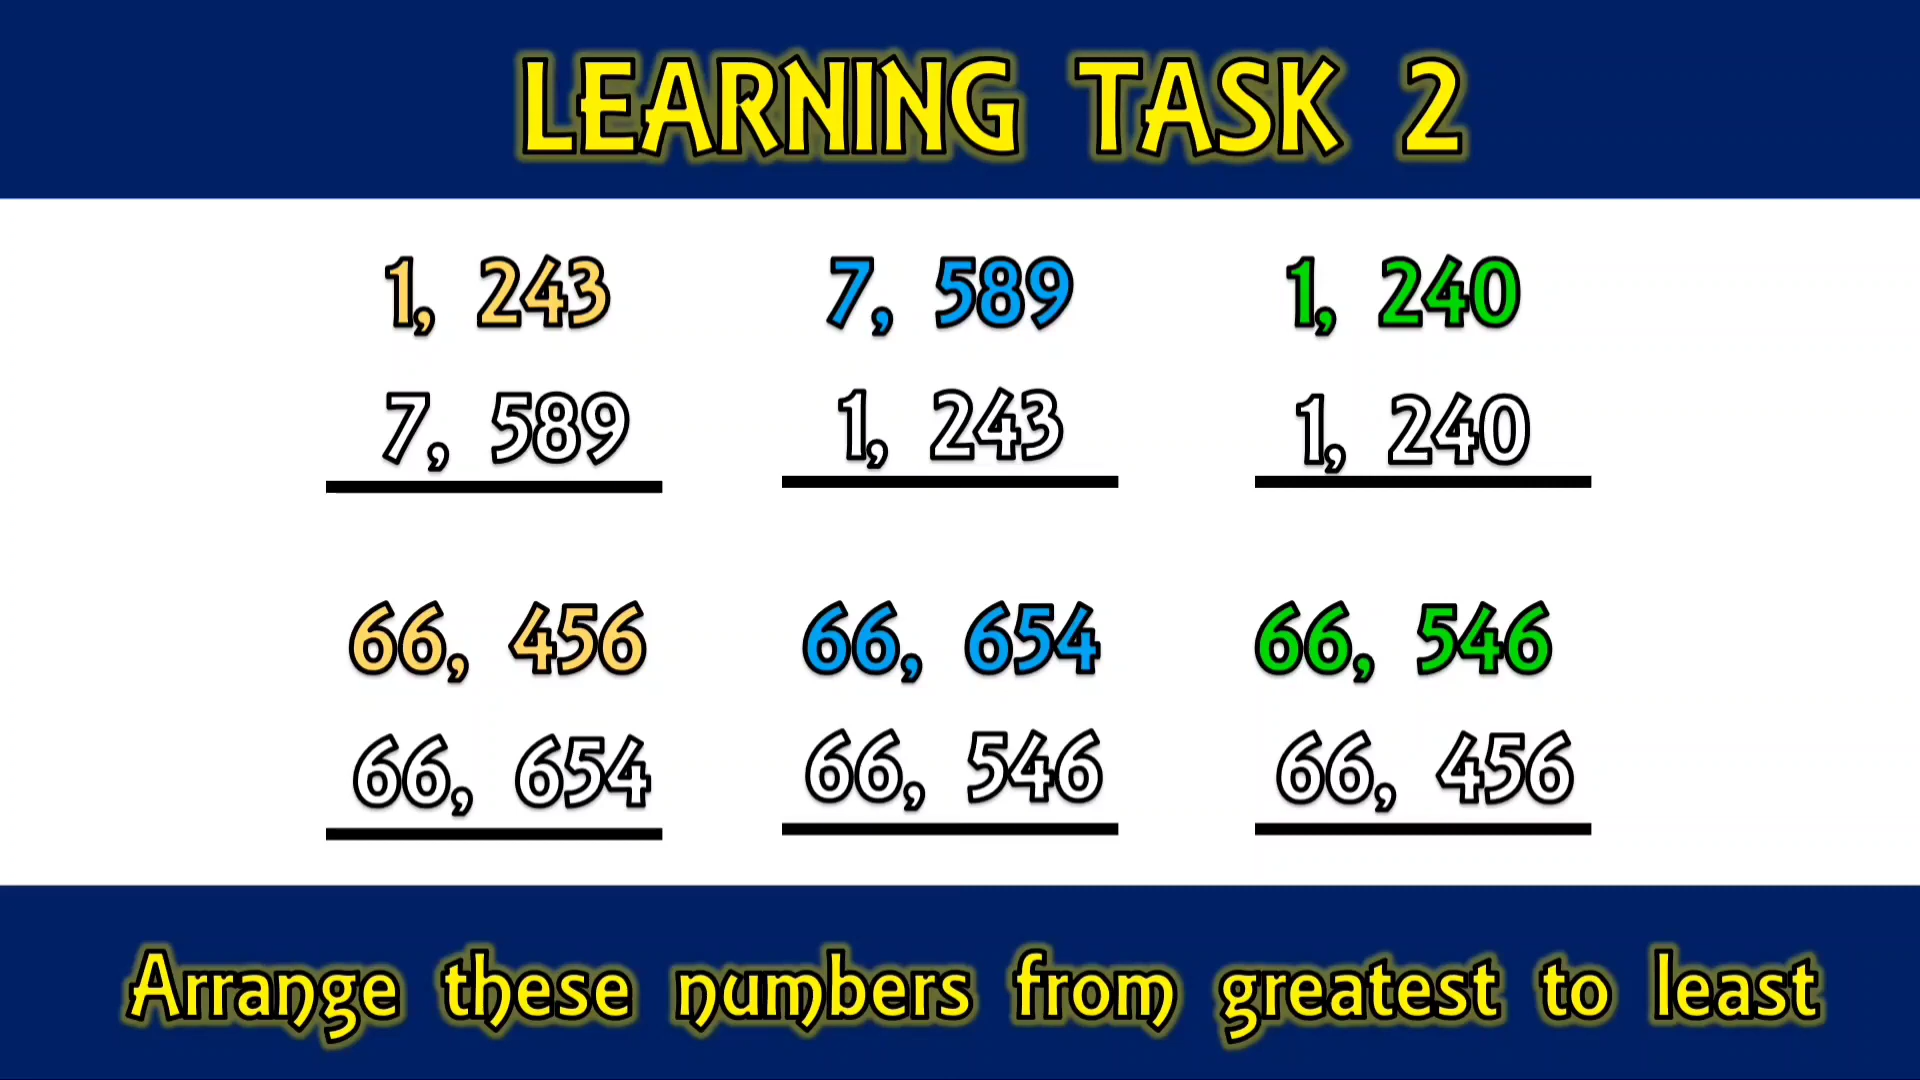 LEARNING TASK 2
1, 243 7, 589 1, 240
7, 589 1, 243 1, 240
66, 456 66, 654 66, 546
66, 654 66, 546 66, 456
Arrange these numbers from greatest to least